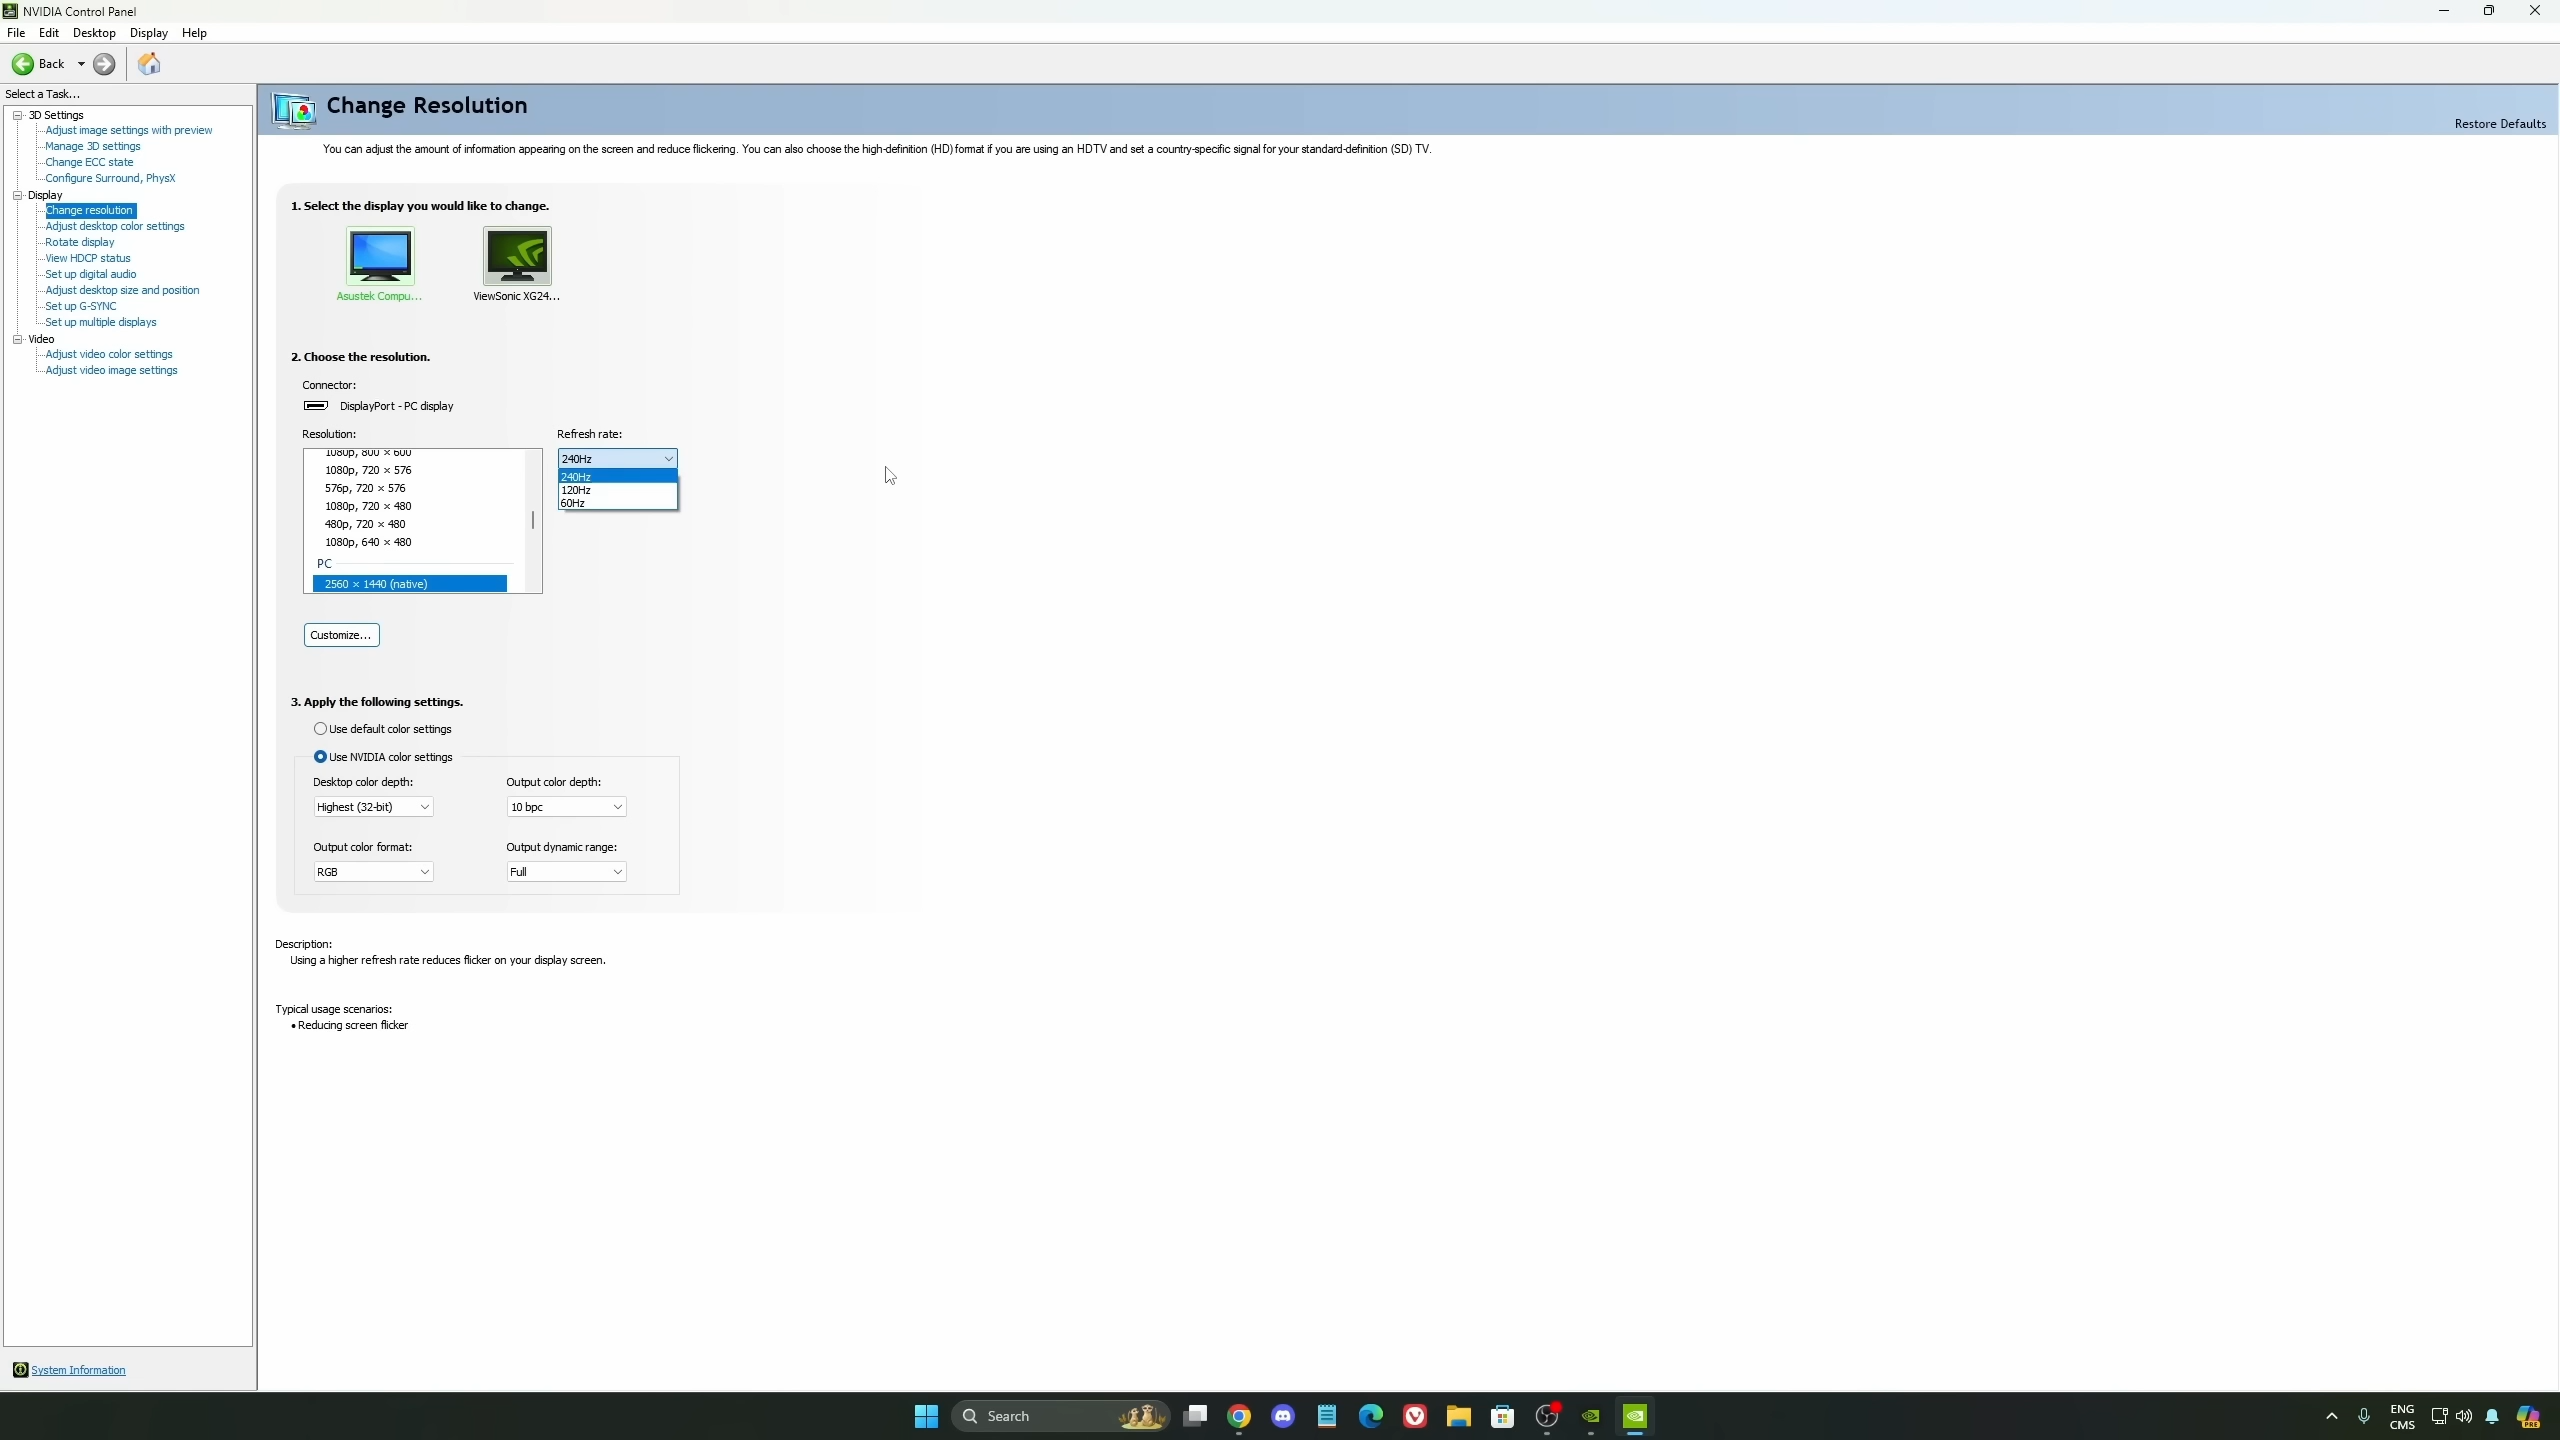 NVIDIA Control Panel
File Edit Desktop Display Help
Back
Select a Task...
3D Settings
Adjust image settings with preview
Manage 3D settings
Change ECC state
Configure Surround, PhysX
Display
Change resolution
Adjust desktop color settings
Rotate display
View HDCP status
Set up digital audio
Adjust desktop size and position
Set up G-SYNC
Set up multiple displays
Video
Adjust video color settings
Adjust video image settings
System Information
Change Resolution
Restore Defaults
You can adjust the amount of information appearing on the screen and reduce flickering. You can also choose the high-definition (HD) format if you are using an HDTV and set a country-specific signal for your standard-definition (SD) TV.
1. Select the display you would like to change.
Asustek Compu... ViewSonic XG24...
2. Choose the resolution.
Connector:
DisplayPort - PC display
Resolution:
1080p, 800 × 600
1080p, 720 × 576
576p, 720 × 576
1080p, 720 × 480
480p, 720 × 480
1080p, 640 × 480
PC
2560 × 1440 (native)
Refresh rate:
240Hz
240Hz
120Hz
60Hz
Customize...
3. Apply the following settings.
Use default color settings
Use NVIDIA color settings
Desktop color depth: Output color depth:
Highest (32-bit) 10 bpc
Output color format: Output dynamic range:
RGB Full
Description:
Using a higher refresh rate reduces flicker on your display screen.
Typical usage scenarios:
• Reducing screen flicker
Search
ENG
CMS
PRE